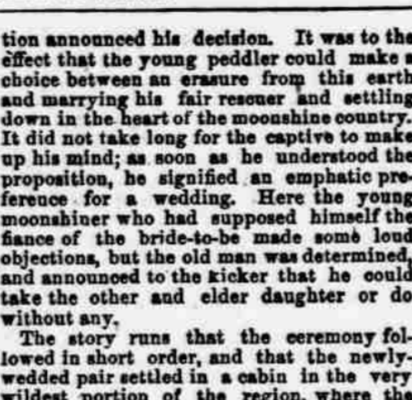 tion announced his decision. It was to the
effect that the young peddler could make a
choice between an erasure from this earth
and marrying his fair rescuer and settling
down in the heart of the moonshine country.
It did not take long for the captive to make
up his mind; as soon as he understood the
proposition, he signified an emphatic pre-
ference for a wedding. Here the young
moonshiner who had supposed himself the
fiance of the bride-to-be made some loud
objections, but the old man was determined,
and announced to the kicker that he could
take the other and elder daughter or do
without any.
The story runs that the ceremony fol-
lowed in short order, and that the newly-
wedded pair settled in a cabin in the very
wildest portion of the region, where the